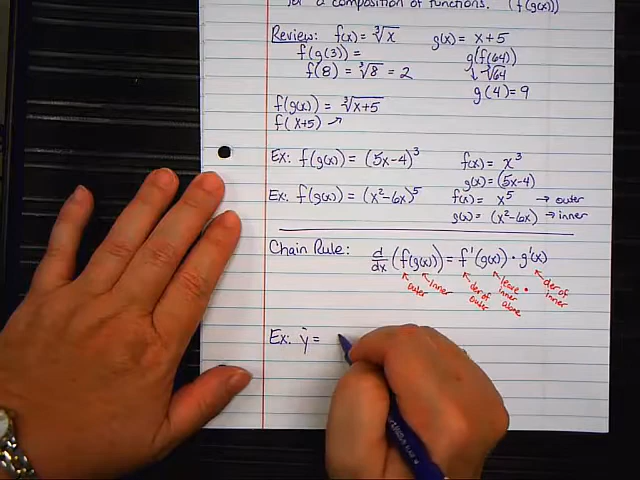 for a composition of functions. (f(g(x)))
Review: f(x) = ∛x g(x) = x+5
f(g(3)) = g(f(64))
f(8) = ∛8 = 2 ↓ ∛64
g(4) = 9
f(g(x)) = ∛x+5
f(x+5) ↗
Ex: f(g(x)) = (5x-4)³ f(x) = x³
g(x) = (5x-4)
Ex: f(g(x)) = (x²-6x)⁵ f(x) = x⁵ → outer
g(x) = (x²-6x) → inner
Chain Rule: d/dx (f(g(x))) = f'(g(x)) · g'(x)
outer inner der of outer leave inner alone • der of inner
Ex: y =